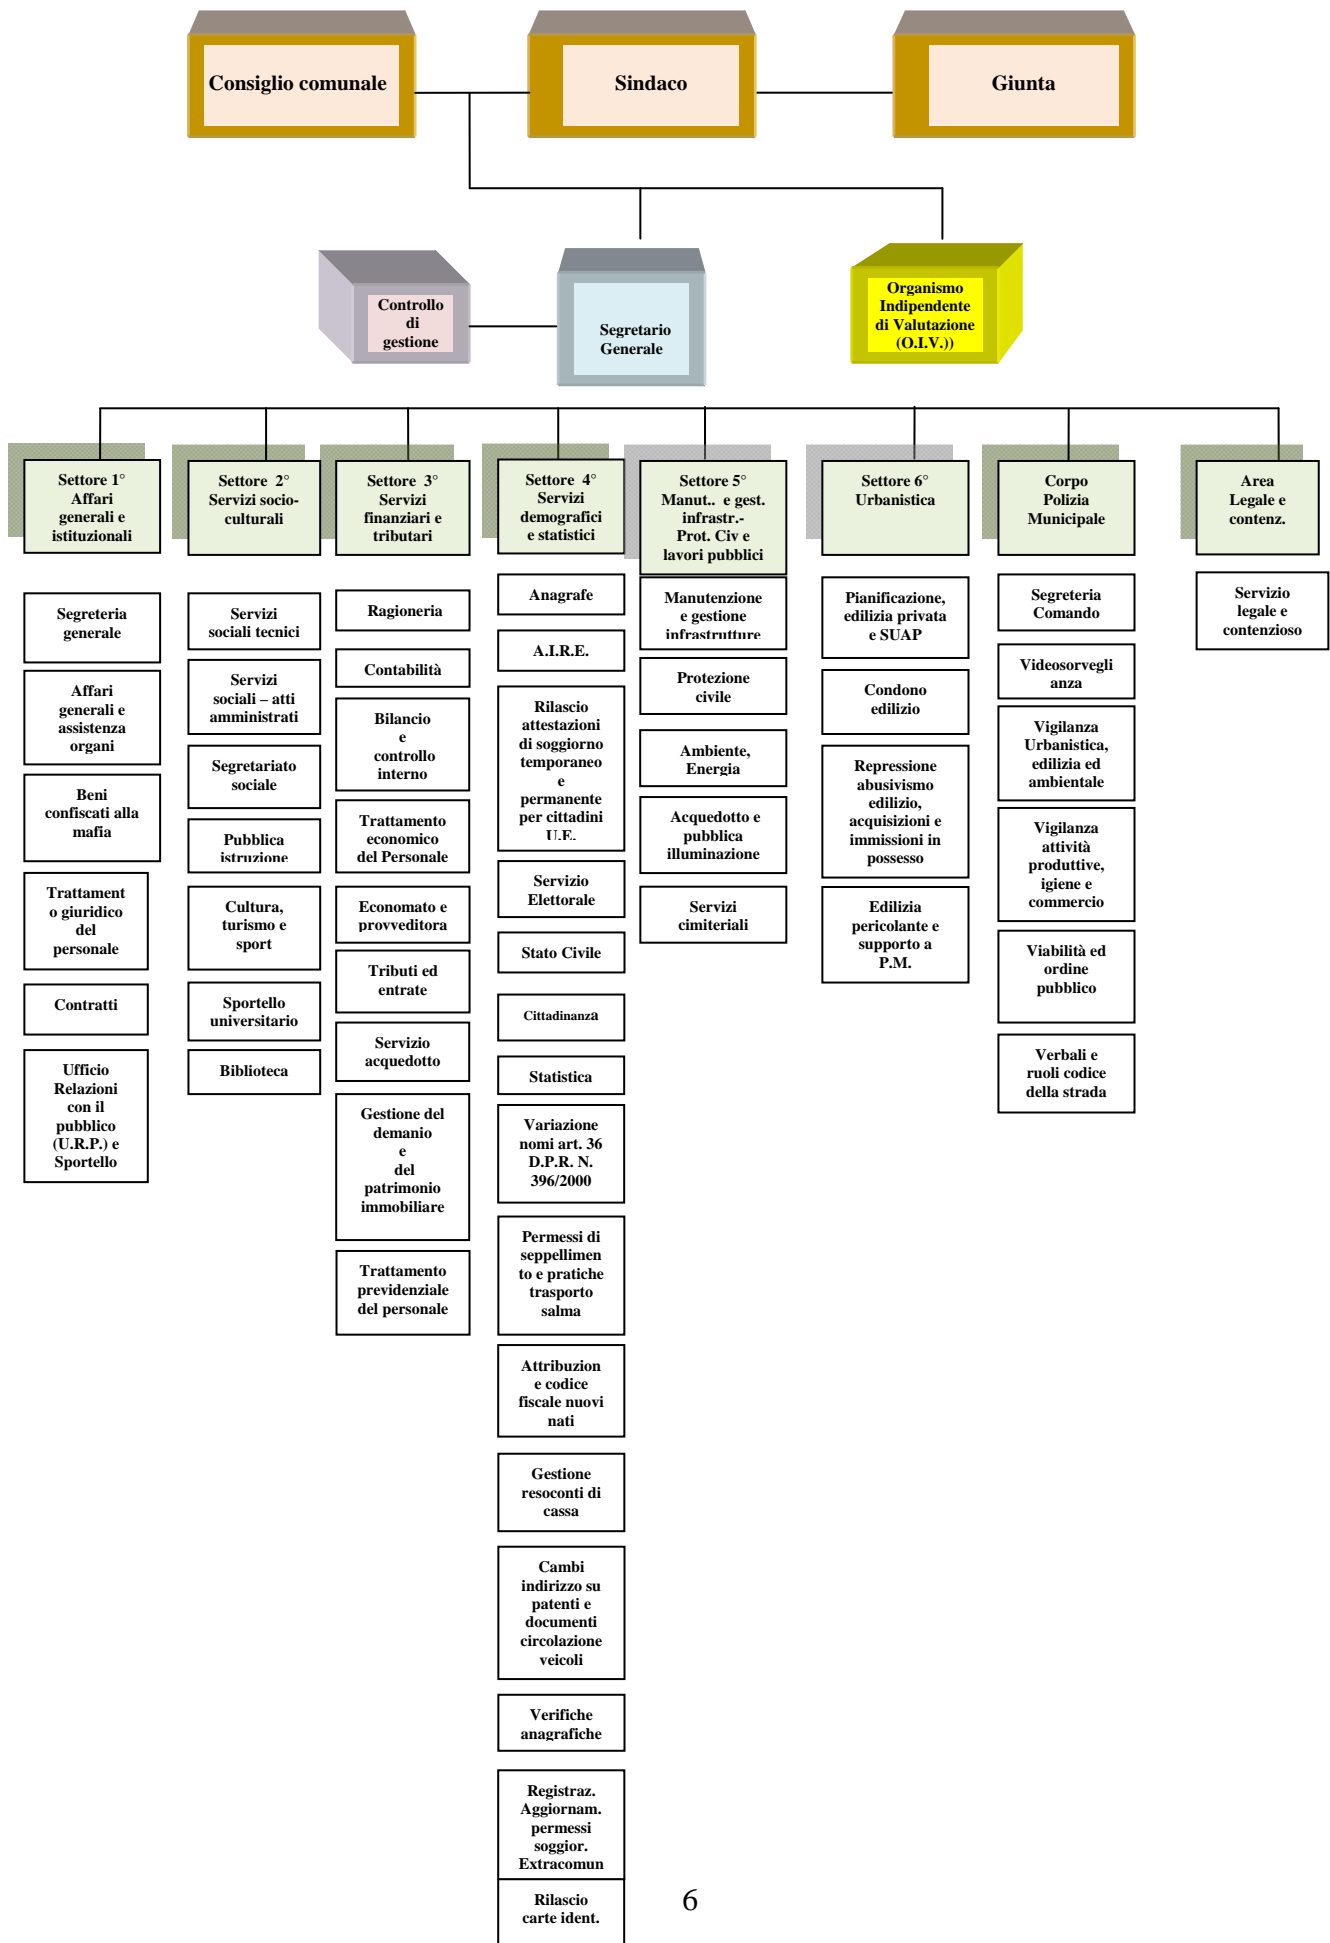 Consiglio comunale
Sindaco
Giunta
Controllo
di
gestione
Segretario
Generale
Organismo
Indipendente
di Valutazione
(O.I.V.))
Settore 1°
Affari
generali e
istituzionali
Settore 2°
Servizi socio-
culturali
Settore 3°
Servizi
finanziari e
tributari
Settore 4°
Servizi
demografici
e statistici
Settore 5°
Manut.. e gest.
infrastr.-
Prot. Civ e
lavori pubblici
Settore 6°
Urbanistica
Corpo
Polizia
Municipale
Area
Legale e
contenz.
Segreteria
generale
Affari
generali e
assistenza
organi
Beni
confiscati alla
mafia
Trattament
o giuridico
del
personale
Contratti
Ufficio
Relazioni
con il
pubblico
(U.R.P.) e
Sportello
Servizi
sociali tecnici
Servizi
sociali – atti
amministrati
Segretariato
sociale
Pubblica
istruzione
Cultura,
turismo e
sport
Sportello
universitario
Biblioteca
Ragioneria
Contabilità
Bilancio
e
controllo
interno
Trattamento
economico
del Personale
Economato e
provveditora
Tributi ed
entrate
Servizio
acquedotto
Gestione del
demanio
e
del
patrimonio
immobiliare
Trattamento
previdenziale
del personale
Anagrafe
A.I.R.E.
Rilascio
attestazioni
di soggiorno
temporaneo
e
permanente
per cittadini
U.E.
Servizio
Elettorale
Stato Civile
Cittadinanza
Statistica
Variazione
nomi art. 36
D.P.R. N.
396/2000
Permessi di
seppellimen
to e pratiche
trasporto
salma
Attribuzion
e codice
fiscale nuovi
nati
Gestione
resoconti di
cassa
Cambi
indirizzo su
patenti e
documenti
circolazione
veicoli
Verifiche
anagrafiche
Registraz.
Aggiornam.
permessi
soggior.
Extracomun
Rilascio
carte ident.
Manutenzione
e gestione
infrastrutture
Protezione
civile
Ambiente,
Energia
Acquedotto e
pubblica
illuminazione
Servizi
cimiteriali
Pianificazione,
edilizia privata
e SUAP
Condono
edilizio
Repressione
abusivismo
edilizio,
acquisizioni e
immissioni in
possesso
Edilizia
pericolante e
supporto a
P.M.
Segreteria
Comando
Videosorvegli
anza
Vigilanza
Urbanistica,
edilizia ed
ambientale
Vigilanza
attività
produttive,
igiene e
commercio
Viabilità ed
ordine
pubblico
Verbali e
ruoli codice
della strada
Servizio
legale e
contenzioso
6